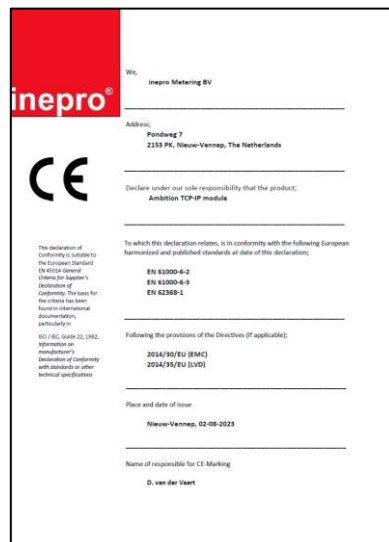 inepro®
We,
inepro Metering BV
Address;
Pondweg 7
2153 PK, Nieuw-Vennep, The Netherlands
CE
Declare under our sole responsibility that the product;
Ambition TCP-IP module
This declaration of
Conformity is suitable to
the European Standard
EN 45014 General
Criteria for Supplier's
Declaration of
Conformity. The basis for
the criteria has been
found in international
documentation,
particularly in
ISO / IEC, Guide 22, 1982,
Information on
manufacturer's
Declaration of Conformity
with standards or other
technical specifications
To which this declaration relates, is in conformity with the following European
harmonized and published standards at date of this declaration;
EN 61000-6-2
EN 61000-6-3
EN 62368-1
Following the provisions of the Directives (if applicable);
2014/30/EU (EMC)
2014/35/EU (LVD)
Place and date of issue
Nieuw-Vennep, 02-08-2023
Name of responsible for CE-Marking
D. van der Vaart